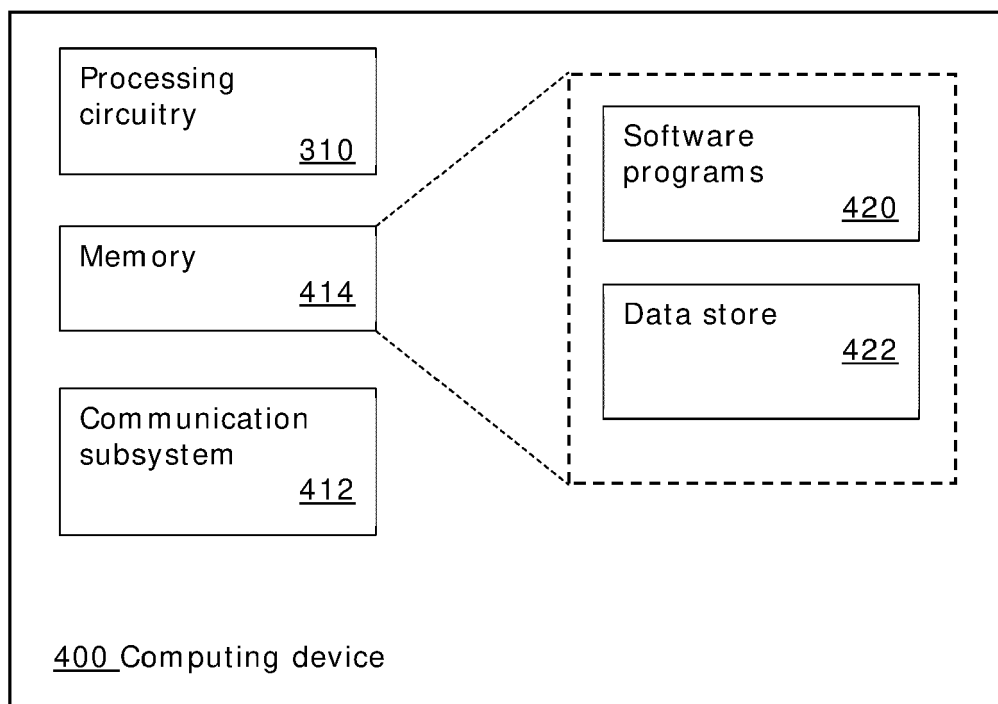 Processing
circuitry
310
Memory
414
Communication
subsystem
412
Software
programs
420
Data store
422
400 Computing device